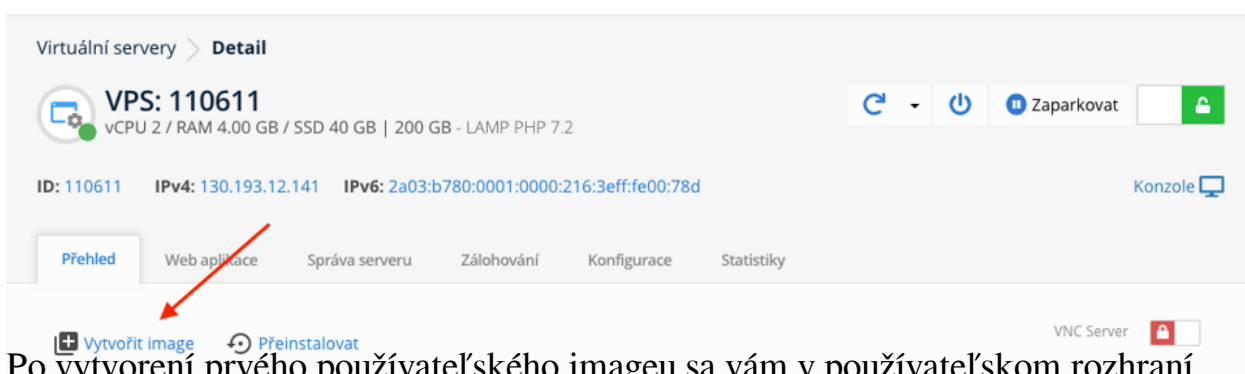 Virtuální servery > Detail
VPS: 110611
vCPU 2 / RAM 4.00 GB / SSD 40 GB | 200 GB - LAMP PHP 7.2
Zaparkovat
ID: 110611 IPv4: 130.193.12.141 IPv6: 2a03:b780:0001:0000:216:3eff:fe00:78d
Konzole
Přehled Web aplikace Správa serveru Zálohování Konfigurace Statistiky
Vytvořit image Přeinstalovat VNC Server
Po vytvorení prvého používateľského imageu sa vám v používateľskom rozhraní